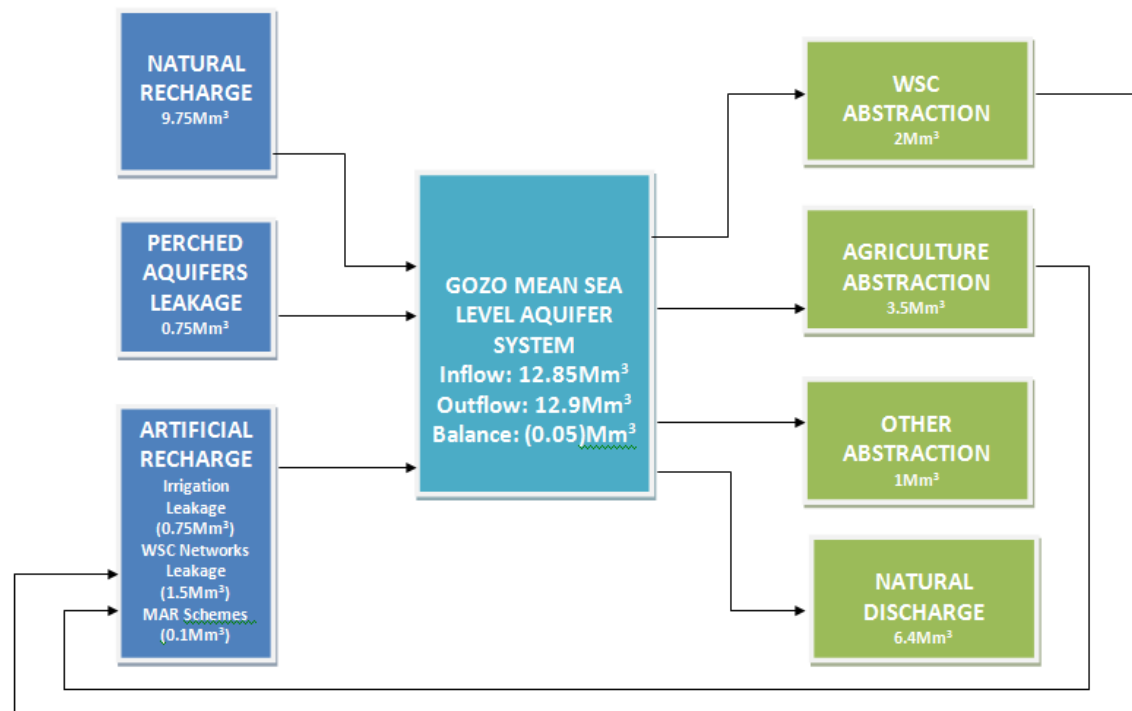 NATURAL
RECHARGE
9.75Mm³
PERCHED
AQUIFERS
LEAKAGE
0.75Mm³
ARTIFICIAL
RECHARGE
Irrigation
Leakage
(0.75Mm³)
WSC Networks
Leakage
(1.5Mm³)
MAR Schemes
(0.1Mm³)
GOZO MEAN SEA
LEVEL AQUIFER
SYSTEM
Inflow: 12.85Mm³
Outflow: 12.9Mm³
Balance: (0.05)Mm³
WSC
ABSTRACTION
2Mm³
AGRICULTURE
ABSTRACTION
3.5Mm³
OTHER
ABSTRACTION
1Mm³
NATURAL
DISCHARGE
6.4Mm³